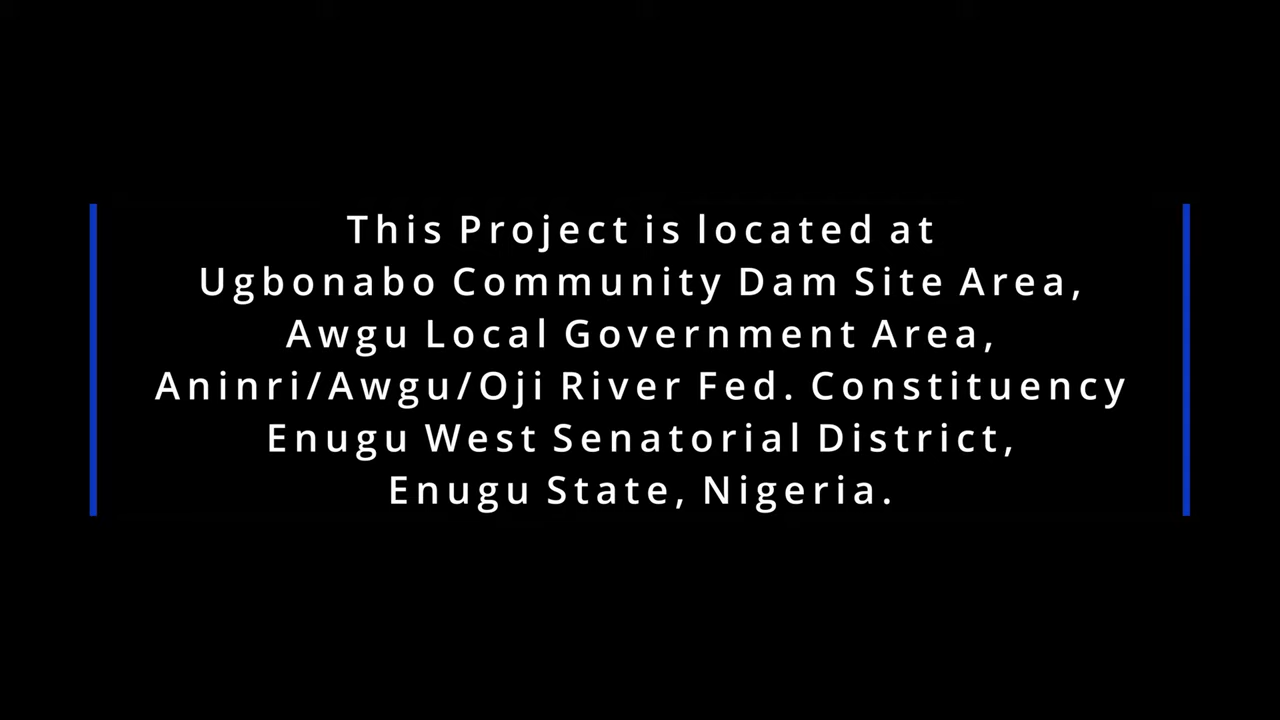 This Project is located at
Ugbonabo Community Dam Site Area,
Awgu Local Government Area,
Aninri/Awgu/Oji River Fed. Constituency
Enugu West Senatorial District,
Enugu State, Nigeria.